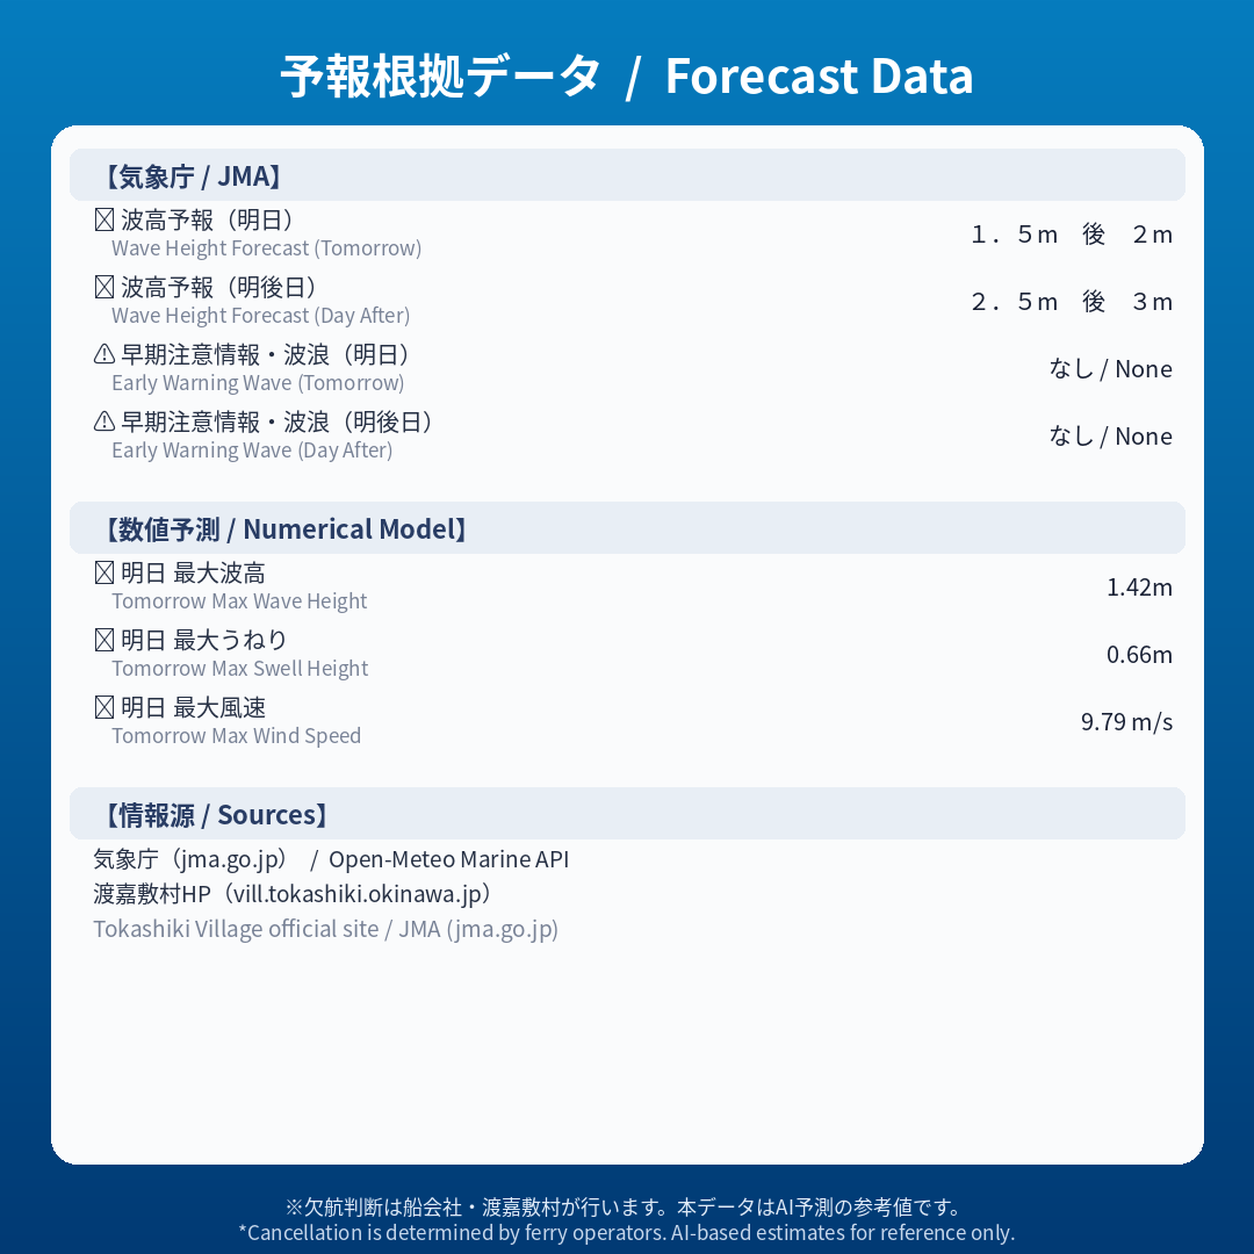 予報根拠データ / Forecast Data
【気象庁 / JMA】
波高予報（明日）
Wave Height Forecast (Tomorrow)
１．５ｍ　後　２ｍ
波高予報（明後日）
Wave Height Forecast (Day After)
２．５ｍ　後　３ｍ
⚠ 早期注意情報・波浪（明日）
Early Warning Wave (Tomorrow)
なし / None
⚠ 早期注意情報・波浪（明後日）
Early Warning Wave (Day After)
なし / None
【数値予測 / Numerical Model】
明日 最大波高
Tomorrow Max Wave Height
1.42m
明日 最大うねり
Tomorrow Max Swell Height
0.66m
明日 最大風速
Tomorrow Max Wind Speed
9.79 m/s
【情報源 / Sources】
気象庁（jma.go.jp） / Open-Meteo Marine API
渡嘉敷村HP（vill.tokashiki.okinawa.jp）
Tokashiki Village official site / JMA (jma.go.jp)
※欠航判断は船会社・渡嘉敷村が行います。本データはAI予測の参考値です。
*Cancellation is determined by ferry operators. AI-based estimates for reference only.